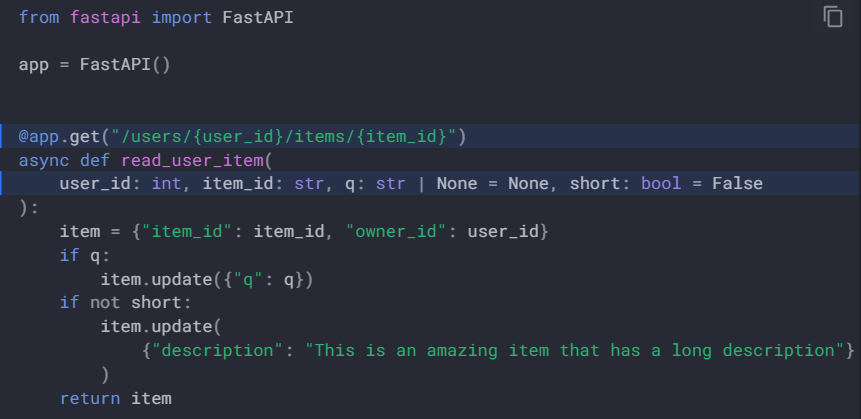 from fastapi import FastAPI

app = FastAPI()


@app.get("/users/{user_id}/items/{item_id}")
async def read_user_item(
    user_id: int, item_id: str, q: str | None = None, short: bool = False
):
    item = {"item_id": item_id, "owner_id": user_id}
    if q:
        item.update({"q": q})
    if not short:
        item.update(
            {"description": "This is an amazing item that has a long description"}
        )
    return item